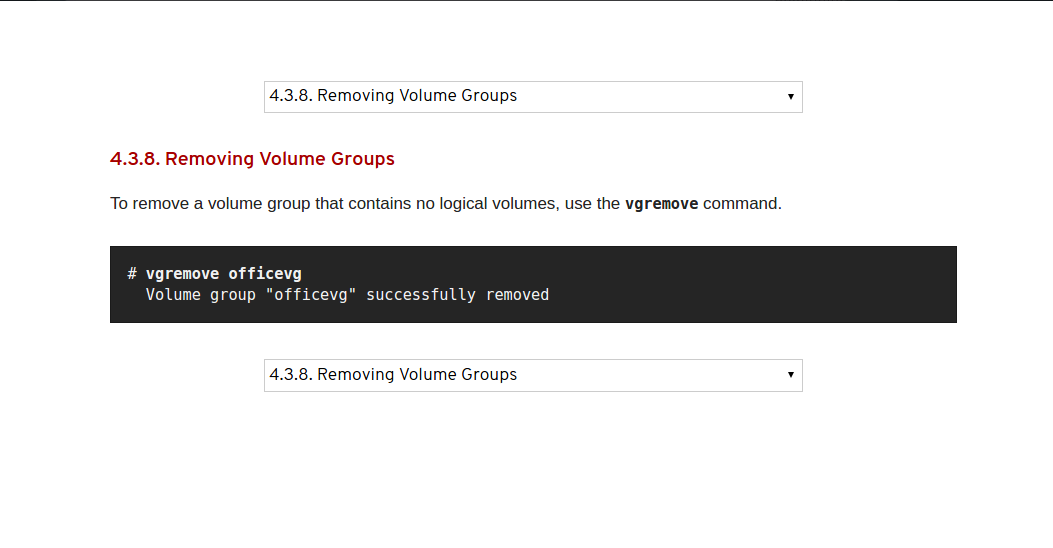 4.3.8. Removing Volume Groups
4.3.8. Removing Volume Groups
To remove a volume group that contains no logical volumes, use the vgremove command.
# vgremove officevg
Volume group "officevg" successfully removed
4.3.8. Removing Volume Groups